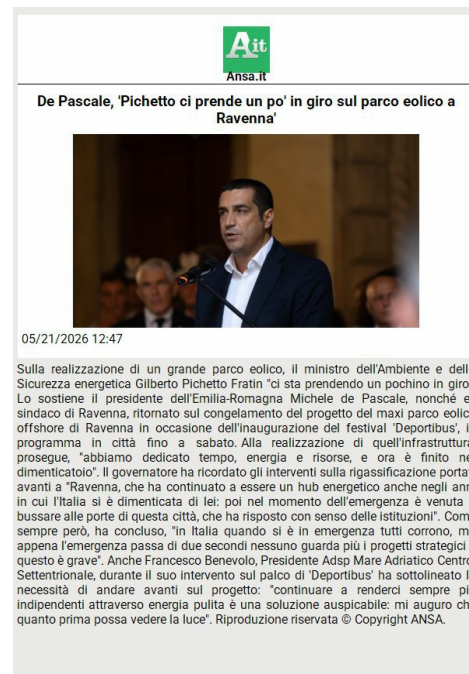 Ait
Ansa.it
De Pascale, 'Pichetto ci prende un po' in giro sul parco eolico a
Ravenna'
05/21/2026 12:47
Sulla realizzazione di un grande parco eolico, il ministro dell'Ambiente e
Sicurezza energetica Gilberto Pichetto Fratin "ci sta prendendo un pochino in giro
Lo sostiene il presidente dell'Emilia-Romagna Michele de Pascale, nonché
sindaco di Ravenna, ritornato sul congelamento del progetto del maxi parco
offshore di Ravenna in occasione dell'inaugurazione del festival 'Deportibus',
programma in città fino a sabato. Alla realizzazione di quell'infrastruttura
prosegue, "abbiamo dedicato tempo, energia e risorse, e ora è finito
dimenticatoio". Il governatore ha ricordato gli interventi sulla rigassificazione
avanti a "Ravenna, che ha continuato a essere un hub energetico anche negli
in cui l'Italia si è dimenticata di lei: poi nel momento dell'emergenza è venuta
bussare alle porte di questa città, che ha risposto con senso delle istituzioni".
sempre però, ha concluso, "in Italia quando si è in emergenza tutti corrono,
appena l'emergenza passa di due secondi nessuno guarda più i progetti strategici
questo è grave". Anche Francesco Benevolo, Presidente Adsp Mare Adriatico
Settentrionale, durante il suo intervento sul palco di 'Deportibus' ha sottolineato
necessità di andare avanti sul progetto: "continuare a renderci sempre
indipendenti attraverso energia pulita è una soluzione auspicabile: mi auguro
quanto prima possa vedere la luce". Riproduzione riservata © Copyright ANSA.